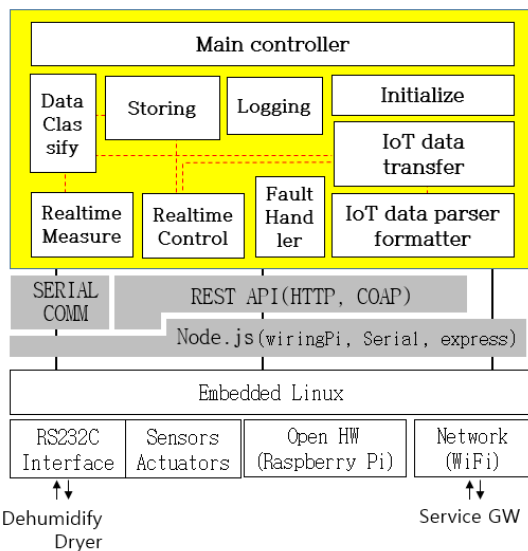 Main controller
Data
Clas
sify
Storing
Logging
Initialize
IoT data
transfer
Realtime
Measure
Realtime
Control
Fault
Hand
ler
IoT data parser
formatter
SERIAL
COMM
REST API(HTTP, COAP)
Node.js(wiringPi, Serial, express)
Embedded Linux
RS232C
Interface
Sensors
Actuators
Open HW
(Raspberry Pi)
Network
(WiFi)
Dehumidify
Dryer
Service GW